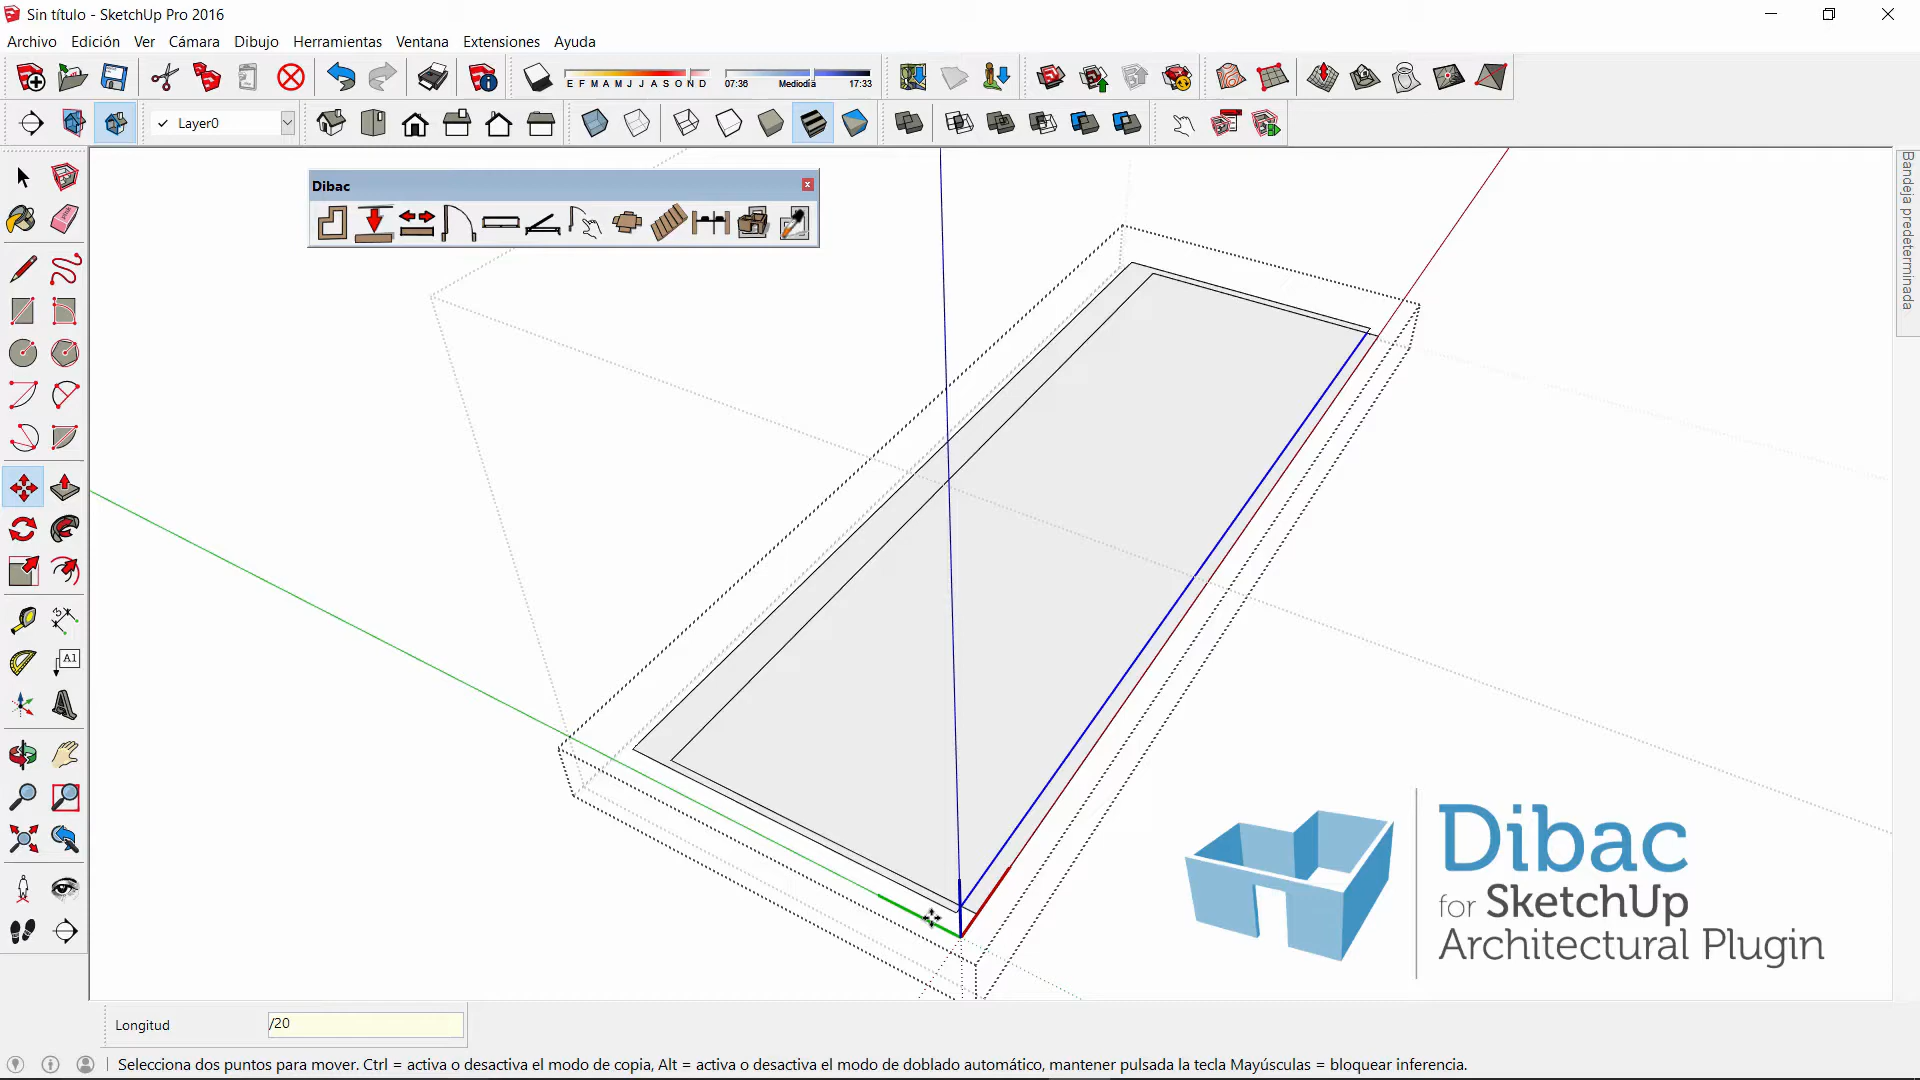 Sin título - SketchUp Pro 2016
Archivo Edición Ver Cámara Dibujo Herramientas Ventana Extensiones Ayuda
E F M A M J J A S O N D
07:36 Mediodía 17:33
Layer0
Bandeja predeterminada
Dibac
A1
Dibac
for SketchUp
Architectural Plugin
Longitud /20
Selecciona dos puntos para mover. Ctrl = activa o desactiva el modo de copia, Alt = activa o desactiva el modo de doblado automático, mantener pulsada la tecla Mayúsculas = bloquear inferencia.